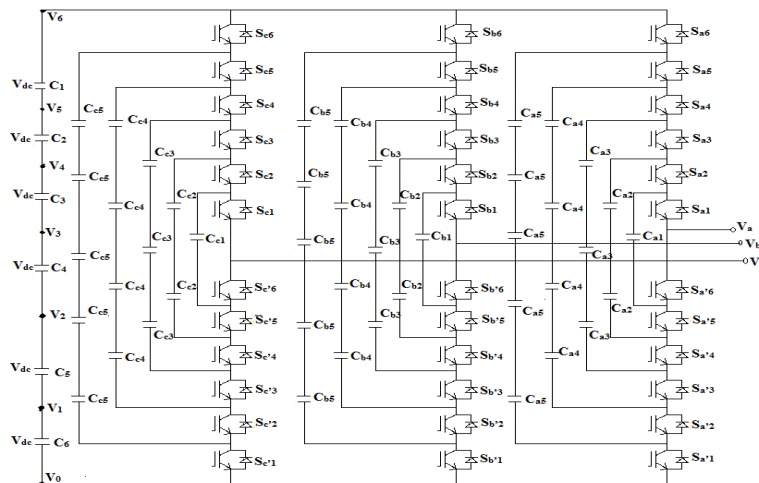 V6
Sc6 Sb6 Sa6
Sc5 Sb5 Sa5
Vdc C1
Sc4 Sb4 Sa4
V5 Cc5 Cc4 Cb5 Cb4 Ca5 Ca4
Vdc C2 Sc3 Sb3 Sa3
Cc3 Cb3 Ca3
V4 Sc2 Sb2 Sa2
Cc5 Cb5 Ca5
Vdc C3 Cc4 Cc2 Cb4 Cb2 Ca4 Ca2
Sc1 Sb1 Sa1
Va
V3 Cc1 Cb1 Ca5 Ca1
Cc3 Cb5 Cb3 Ca3 Vb
Cc5 V
Vdc C4
Cc4 Cc2 Cb4 Cb2 Ca4 Ca2
Sc'6 Sb'6 Sa'6
V2 Cc5 Cc3 Cb5 Cb3 Ca5 Ca3
Sc'5 Sb'5 Sa'5
Cc4 Sc'4 Cb4 Sb'4 Ca4 Sa'4
Vdc C5
Sc'3 Sb'3 Sa'3
V1 Cc5 Cb5 Ca5
Sc'2 Sb'2 Sa'2
Vdc C6
Sc'1 Sb'1 Sa'1
V0